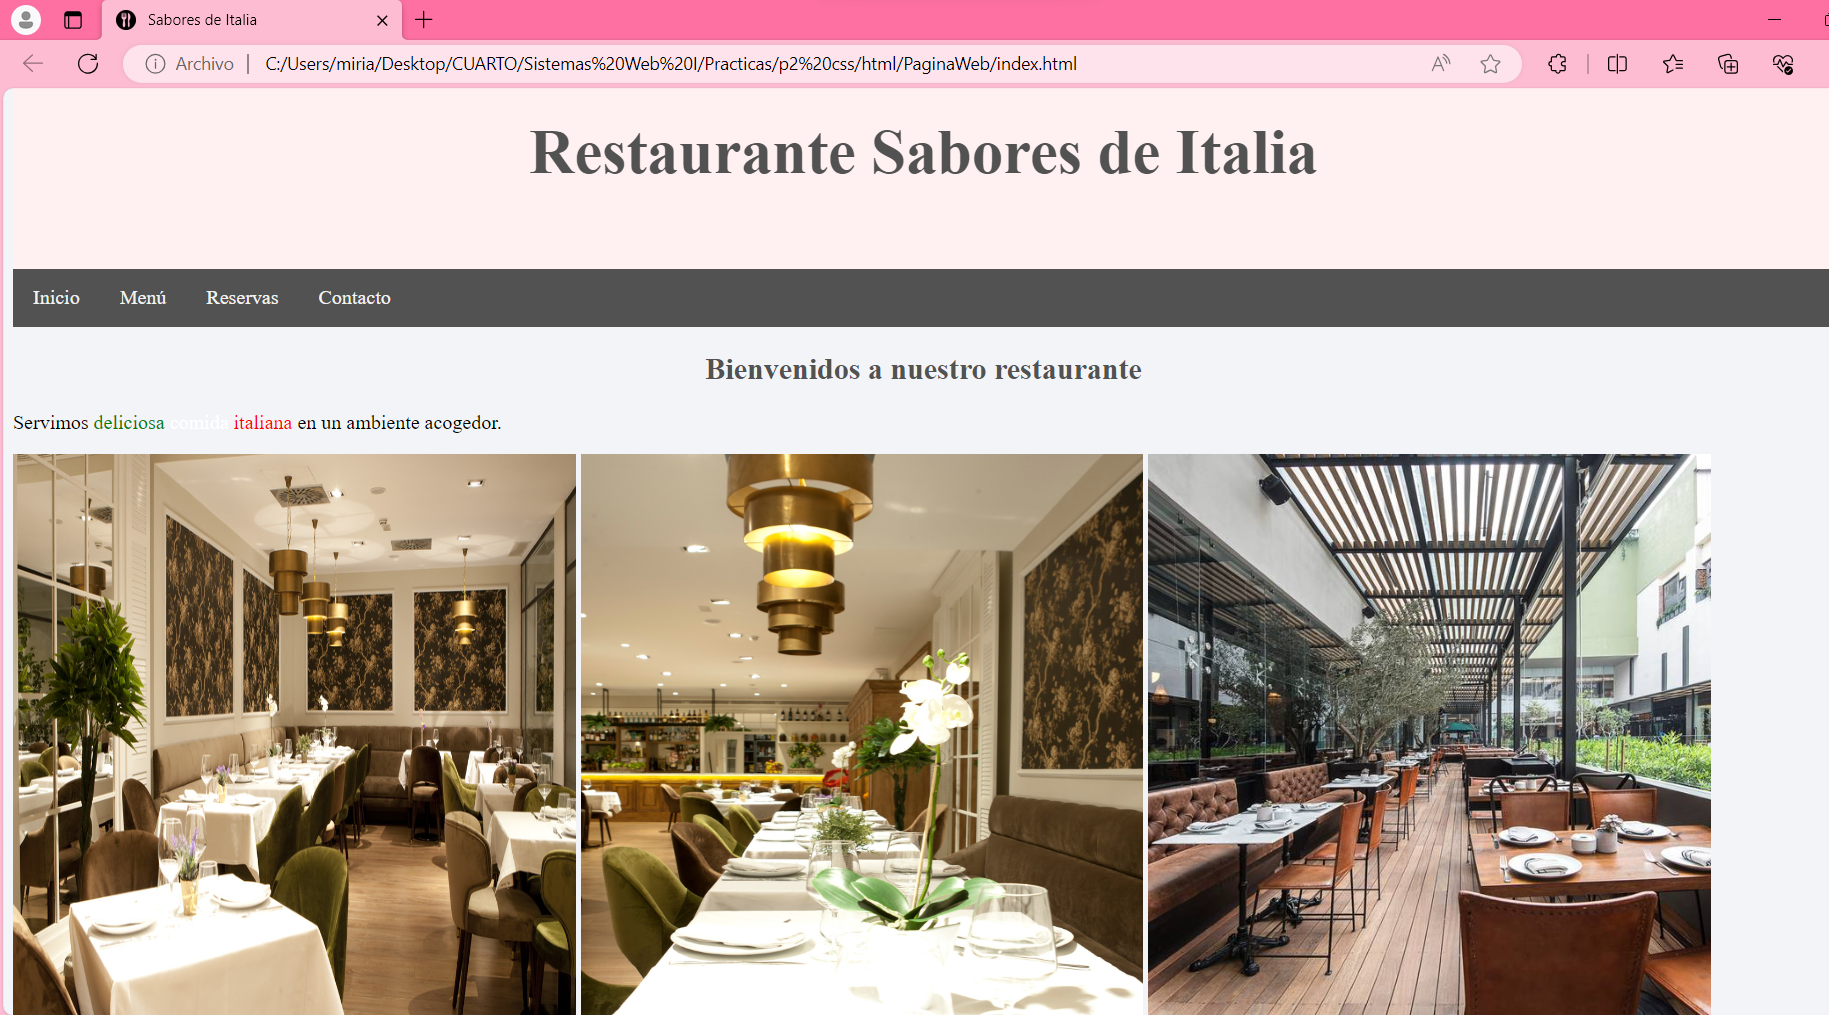 Sabores de Italia
Archivo
C:/Users/miria/Desktop/CUARTO/Sistemas%20Web%20I/Practicas/p2%20css/html/PaginaWeb/index.html
Restaurante Sabores de Italia
Inicio Menú Reservas Contacto
Bienvenidos a nuestro restaurante
Servimos deliciosa comida italiana en un ambiente acogedor.